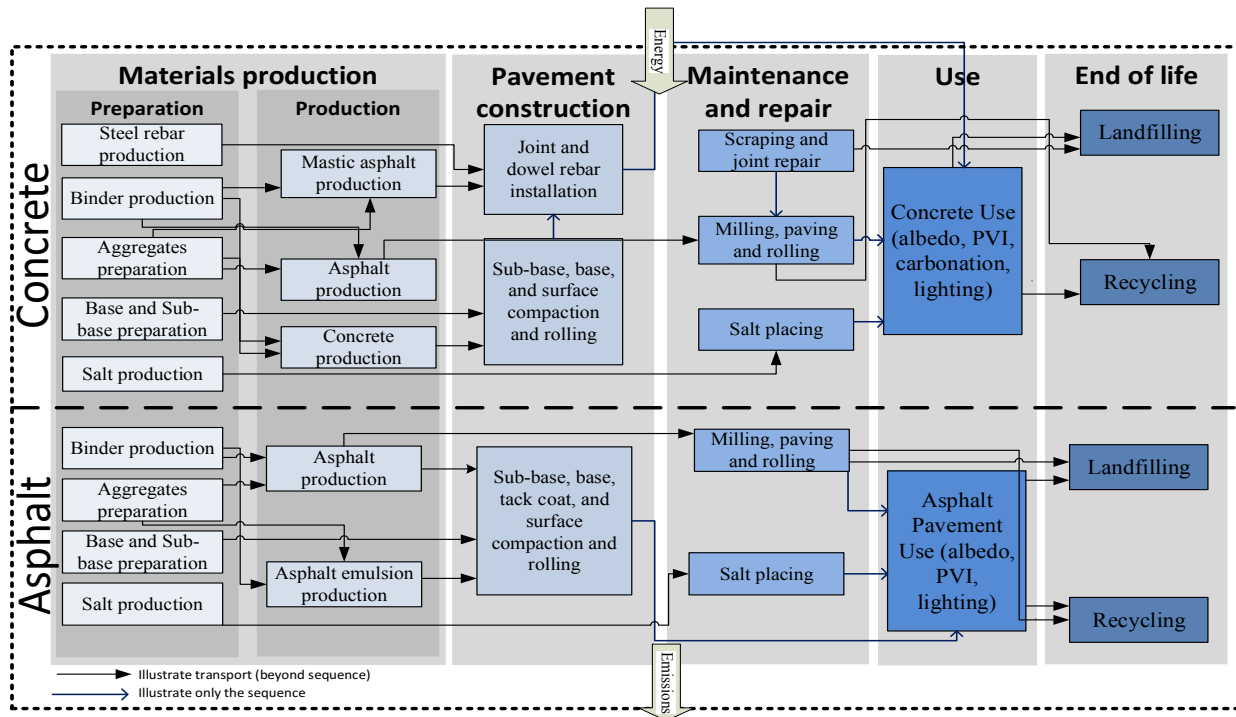 Energy
Materials production
Pavement
construction
Maintenance
and repair
Use
End of life
Preparation
Production
Concrete
Steel rebar
production
Binder production
Aggregates
preparation
Base and Sub-
base preparation
Salt production
Mastic asphalt
production
Asphalt
production
Concrete
production
Joint and
dowel rebar
installation
Sub-base, base,
and surface
compaction
and rolling
Scraping and
joint repair
Milling, paving
and rolling
Salt placing
Concrete Use
(albedo, PVI,
carbonation,
lighting)
Landfilling
Recycling
Asphalt
Binder production
Aggregates
preparation
Base and Sub-
base preparation
Salt production
Asphalt
production
Asphalt emulsion
production
Sub-base, base,
tack coat, and
surface
compaction and
rolling
Milling, paving
and rolling
Salt placing
Asphalt
Pavement
Use (albedo,
PVI,
lighting)
Landfilling
Recycling
Illustrate transport (beyond sequence)
Illustrate only the sequence
Emissions